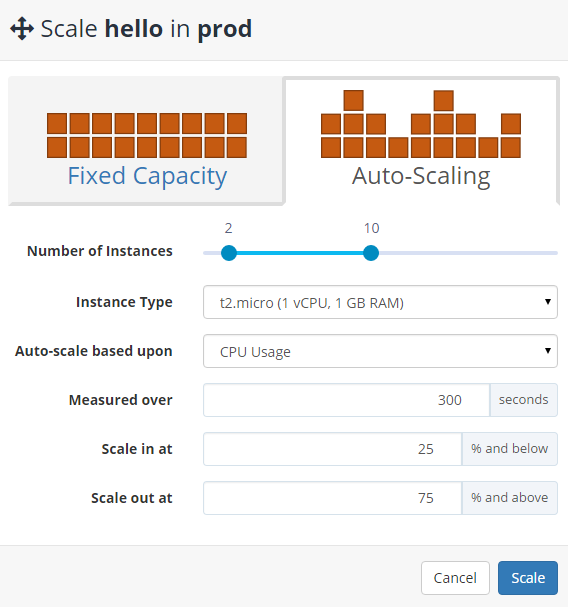 Scale hello in prod
Fixed Capacity
Auto-Scaling
2 10
Number of Instances
Instance Type t2.micro (1 vCPU, 1 GB RAM)
Auto-scale based upon CPU Usage
Measured over 300 seconds
Scale in at 25 % and below
Scale out at 75 % and above
Cancel Scale